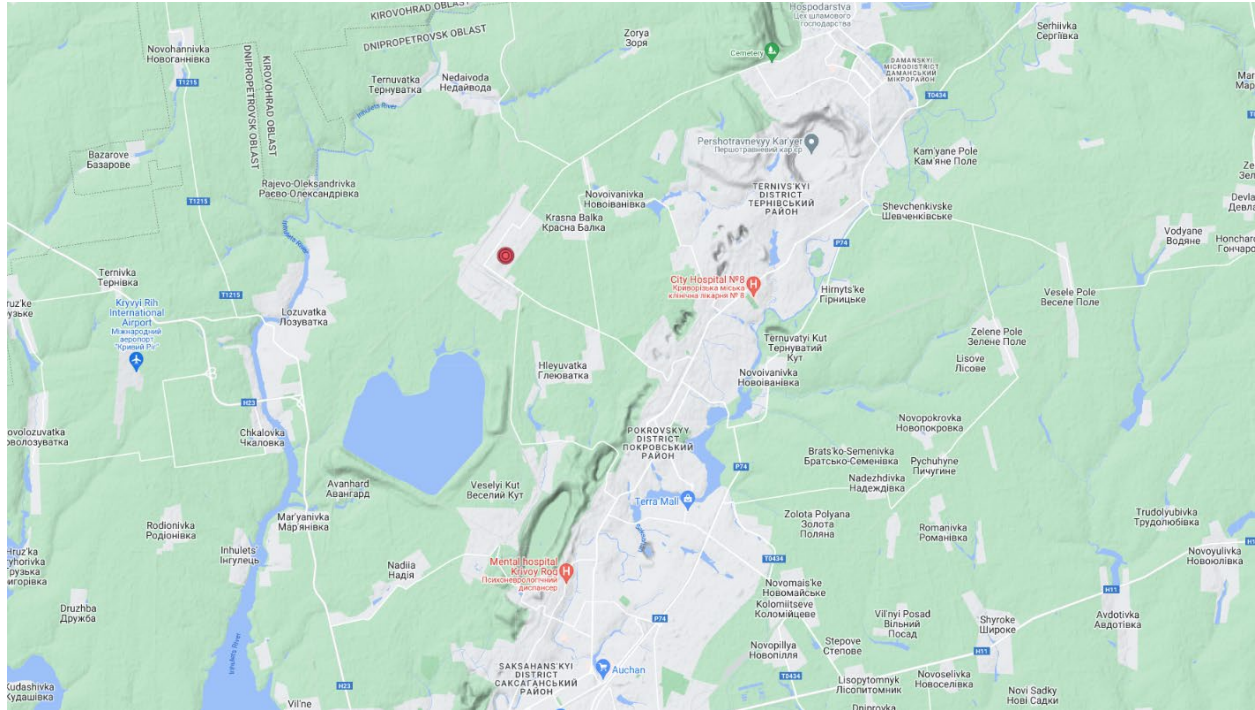 KIROVOHRAD OBLAST
DNIPROPETROVSK OBLAST
Hospodarstva
Цех шламового
господарства
Novohannivka
Новоганнівка
Zorya
Зоря
Serhiivka
Сергіївка
Cemetery
KIROVOHRAD OBLAST
DNIPROPETROVSK OBLAST
T1215
Ternuvatka
Тернуватка
Nedaivoda
Недайвода
DAMANSKYI
MICRODISTRICT
ДАМАНСЬКИЙ
МІКРОРАЙОН
T0434
Inhulets River
Bazarove
Базарове
Pershotravnevyy Kar'yer
Першотравневий кар'єр
Kam'yane Pole
Кам'яне Поле
Rajevo-Oleksandrivka
Раєво-Олександрівка
T1215
Novoivanivka
Новоіванівка
TERNIVS'KYI
DISTRICT
ТЕРНІВСЬКИЙ
РАЙОН
Krasna Balka
Красна Балка
Shevchenkivske
Шевченківське
Inhulets River
P74
Vodyane
Водяне
Ternivka
Тернівка
City Hospital №8
Криворізька міська
клінічна лікарня № 8
Hirnyts'ke
Гірницьке
Vesele Pole
Веселе Поле
T1215
Kryvyi Rih
International
Airport
Міжнародний
аеропорт
"Кривий Ріг"
Lozuvatka
Лозуватка
Ternuvatyi Kut
Тернуватий
Кут
Zelene Pole
Зелене Поле
Lisove
Лісове
Hleyuvatka
Глеюватка
Novoivanivka
Новоіванівка
H23
Chkalovka
Чкаловка
Novopokrovka
Новопокровка
POKROVSKYY
DISTRICT
ПОКРОВСЬКИЙ
РАЙОН
Brats'ko-Semenivka
Братсько-Семенівка
Pychuhyne
Пичугине
P74
Nadezhdivka
Надеждівка
Avanhard
Авангард
Veselyi Kut
Веселий Кут
Terra Mall
Mar'yanivka
Мар'янівка
Zolota Polyana
Золота
Поляна
Romanivka
Романівка
Trudolyubivka
Трудолюбівка
Rodionivka
Родіонівка
Inhulets
Інгулець
Nadiia
Надія
Mental hospital
Krivoy Rog
Психоневрологічний
диспансер
T0434
Novoyulivka
Новоюлівка
Novomais'ke
Новомайське
Kolomiitseve
Коломійцеве
H11
Druzhba
Дружба
Vil'nyi Posad
Вільний
Посад
Shyroke
Широке
Avdotivka
Авдотівка
P74
Inhulets River
Novopillya
Новопілля
Stepove
Степове
H11
SAKSAHANS'KYI
DISTRICT
САКСАГАНСЬКИЙ
РАЙОН
Auchan
T0434
Lisopytomnyk
Лісопитомник
Novoselivka
Новоселівка
H23
Novi Sadky
Нові Садки
Vil'ne
Dniprovka